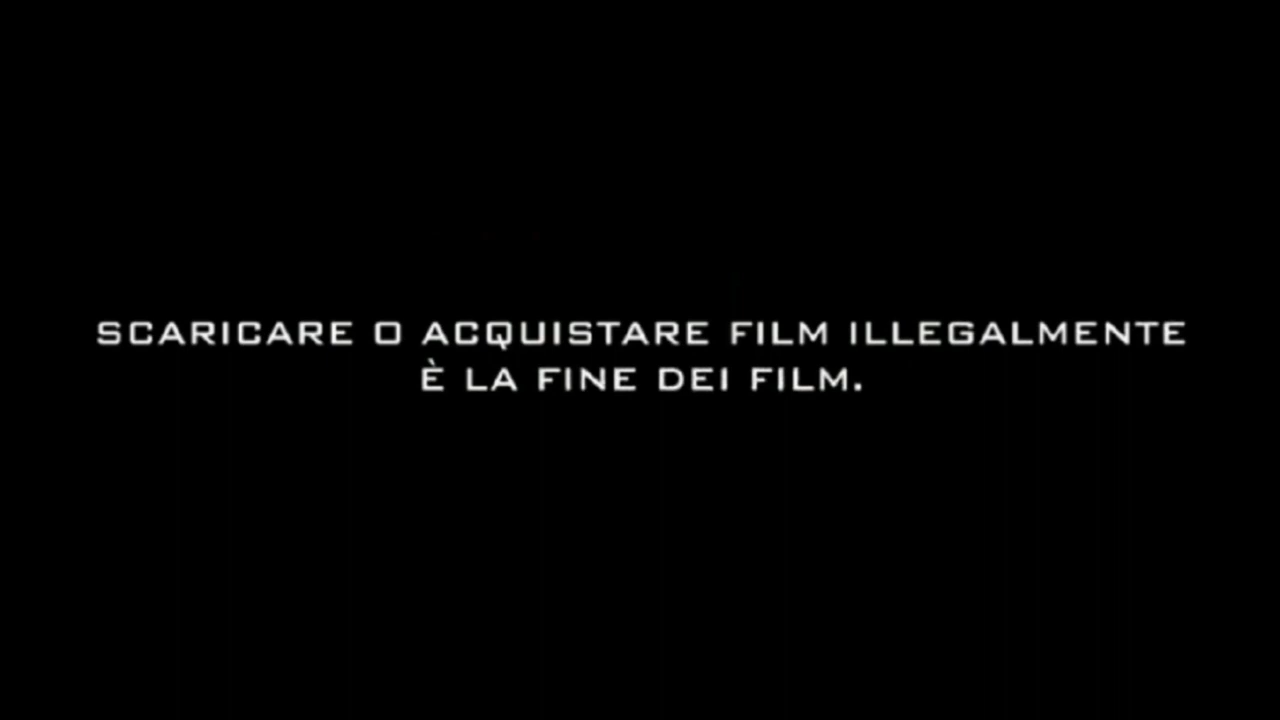 SCARICARE O ACQUISTARE FILM ILLEGALMENTE
È LA FINE DEI FILM.